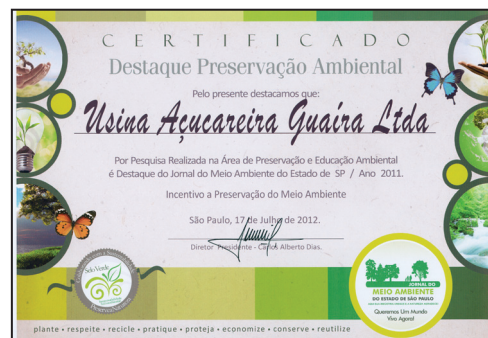 CERTIFICADO
Destaque Preservação Ambiental
Pelo presente destacamos que:
Usina Açucareira Guaíra Ltda
Por Pesquisa Realizada na Área de Preservação e Educação Ambiental
é Destaque do Jornal do Meio Ambiente do Estado de SP / Ano 2011.
Incentivo a Preservação do Meio Ambiente
São Paulo, 17 de Julho de 2012.
Diretor Presidente - Carlos Alberto Dias.
Selo Verde
JORNAL DO
MEIO AMBIENTE
DO ESTADO DE SÃO PAULO
Queremos Um Mundo
Vivo Agora!
plante • respeite • recicle • pratique • proteja • economize • conserve • reutilize